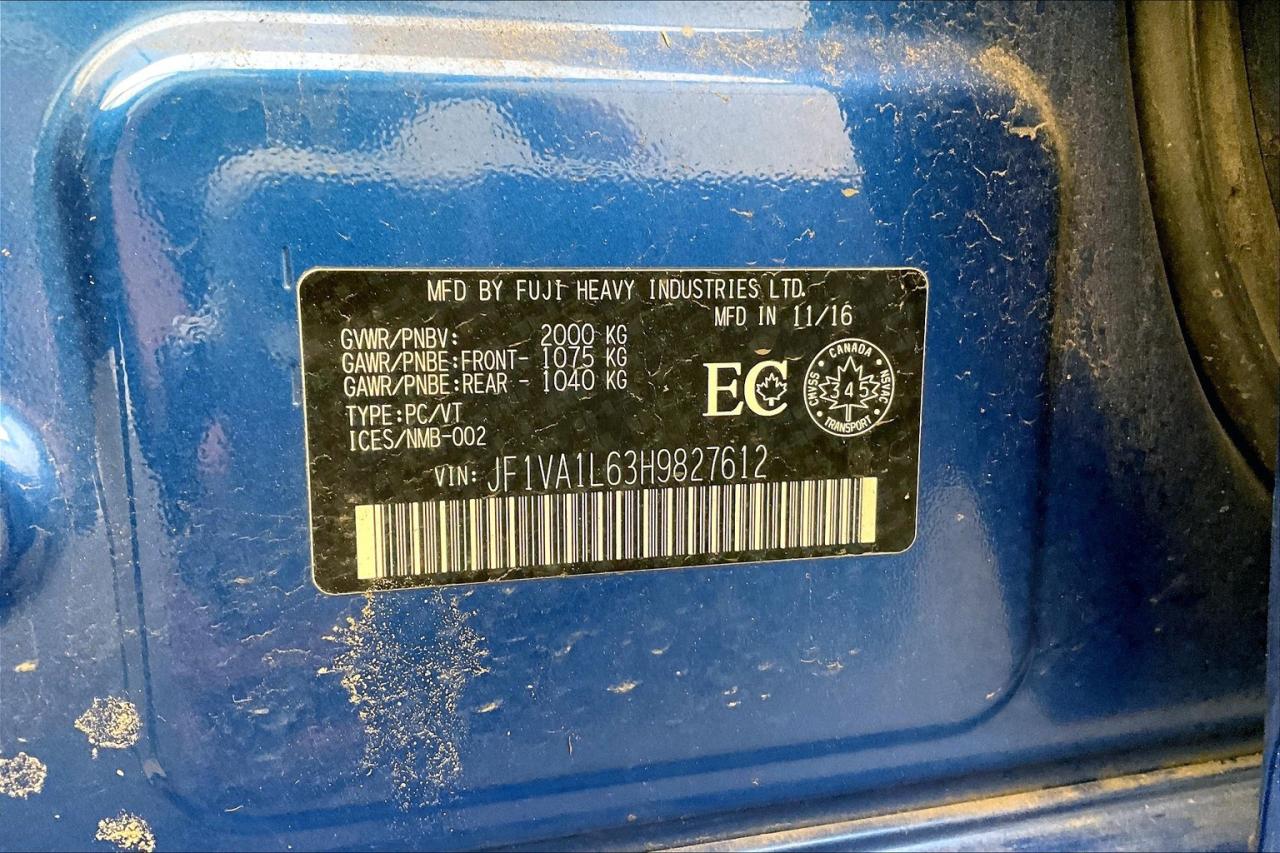 MFD BY FUJI HEAVY INDUSTRIES LTD.
MFD IN 11/16
GVWR/PNBV: 2000 KG
GAWR/PNBE:FRONT- 1075 KG
GAWR/PNBE:REAR - 1040 KG
TYPE:PC/VT
ICES/NMB-002
EC
CANADA
CMVSS
345
NSVAC
TRANSPORT
VIN: JF1VA1L63H9827612